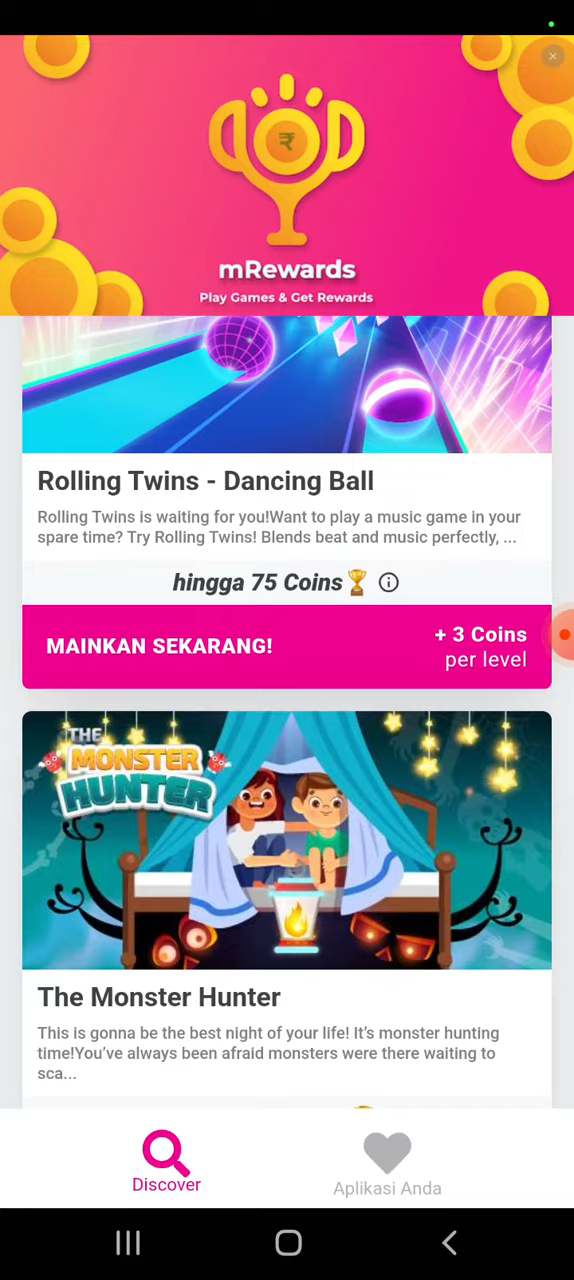 ₹
mRewards
Play Games & Get Rewards
Rolling Twins - Dancing Ball
Rolling Twins is waiting for you!Want to play a music game in your
spare time? Try Rolling Twins! Blends beat and music perfectly, ...
hingga 75 Coins🏆
MAINKAN SEKARANG!
+ 3 Coins
per level
THE
MONSTER
HUNTER
The Monster Hunter
This is gonna be the best night of your life! It’s monster hunting
time!You’ve always been afraid monsters were there waiting to
sca...
Discover
Aplikasi Anda